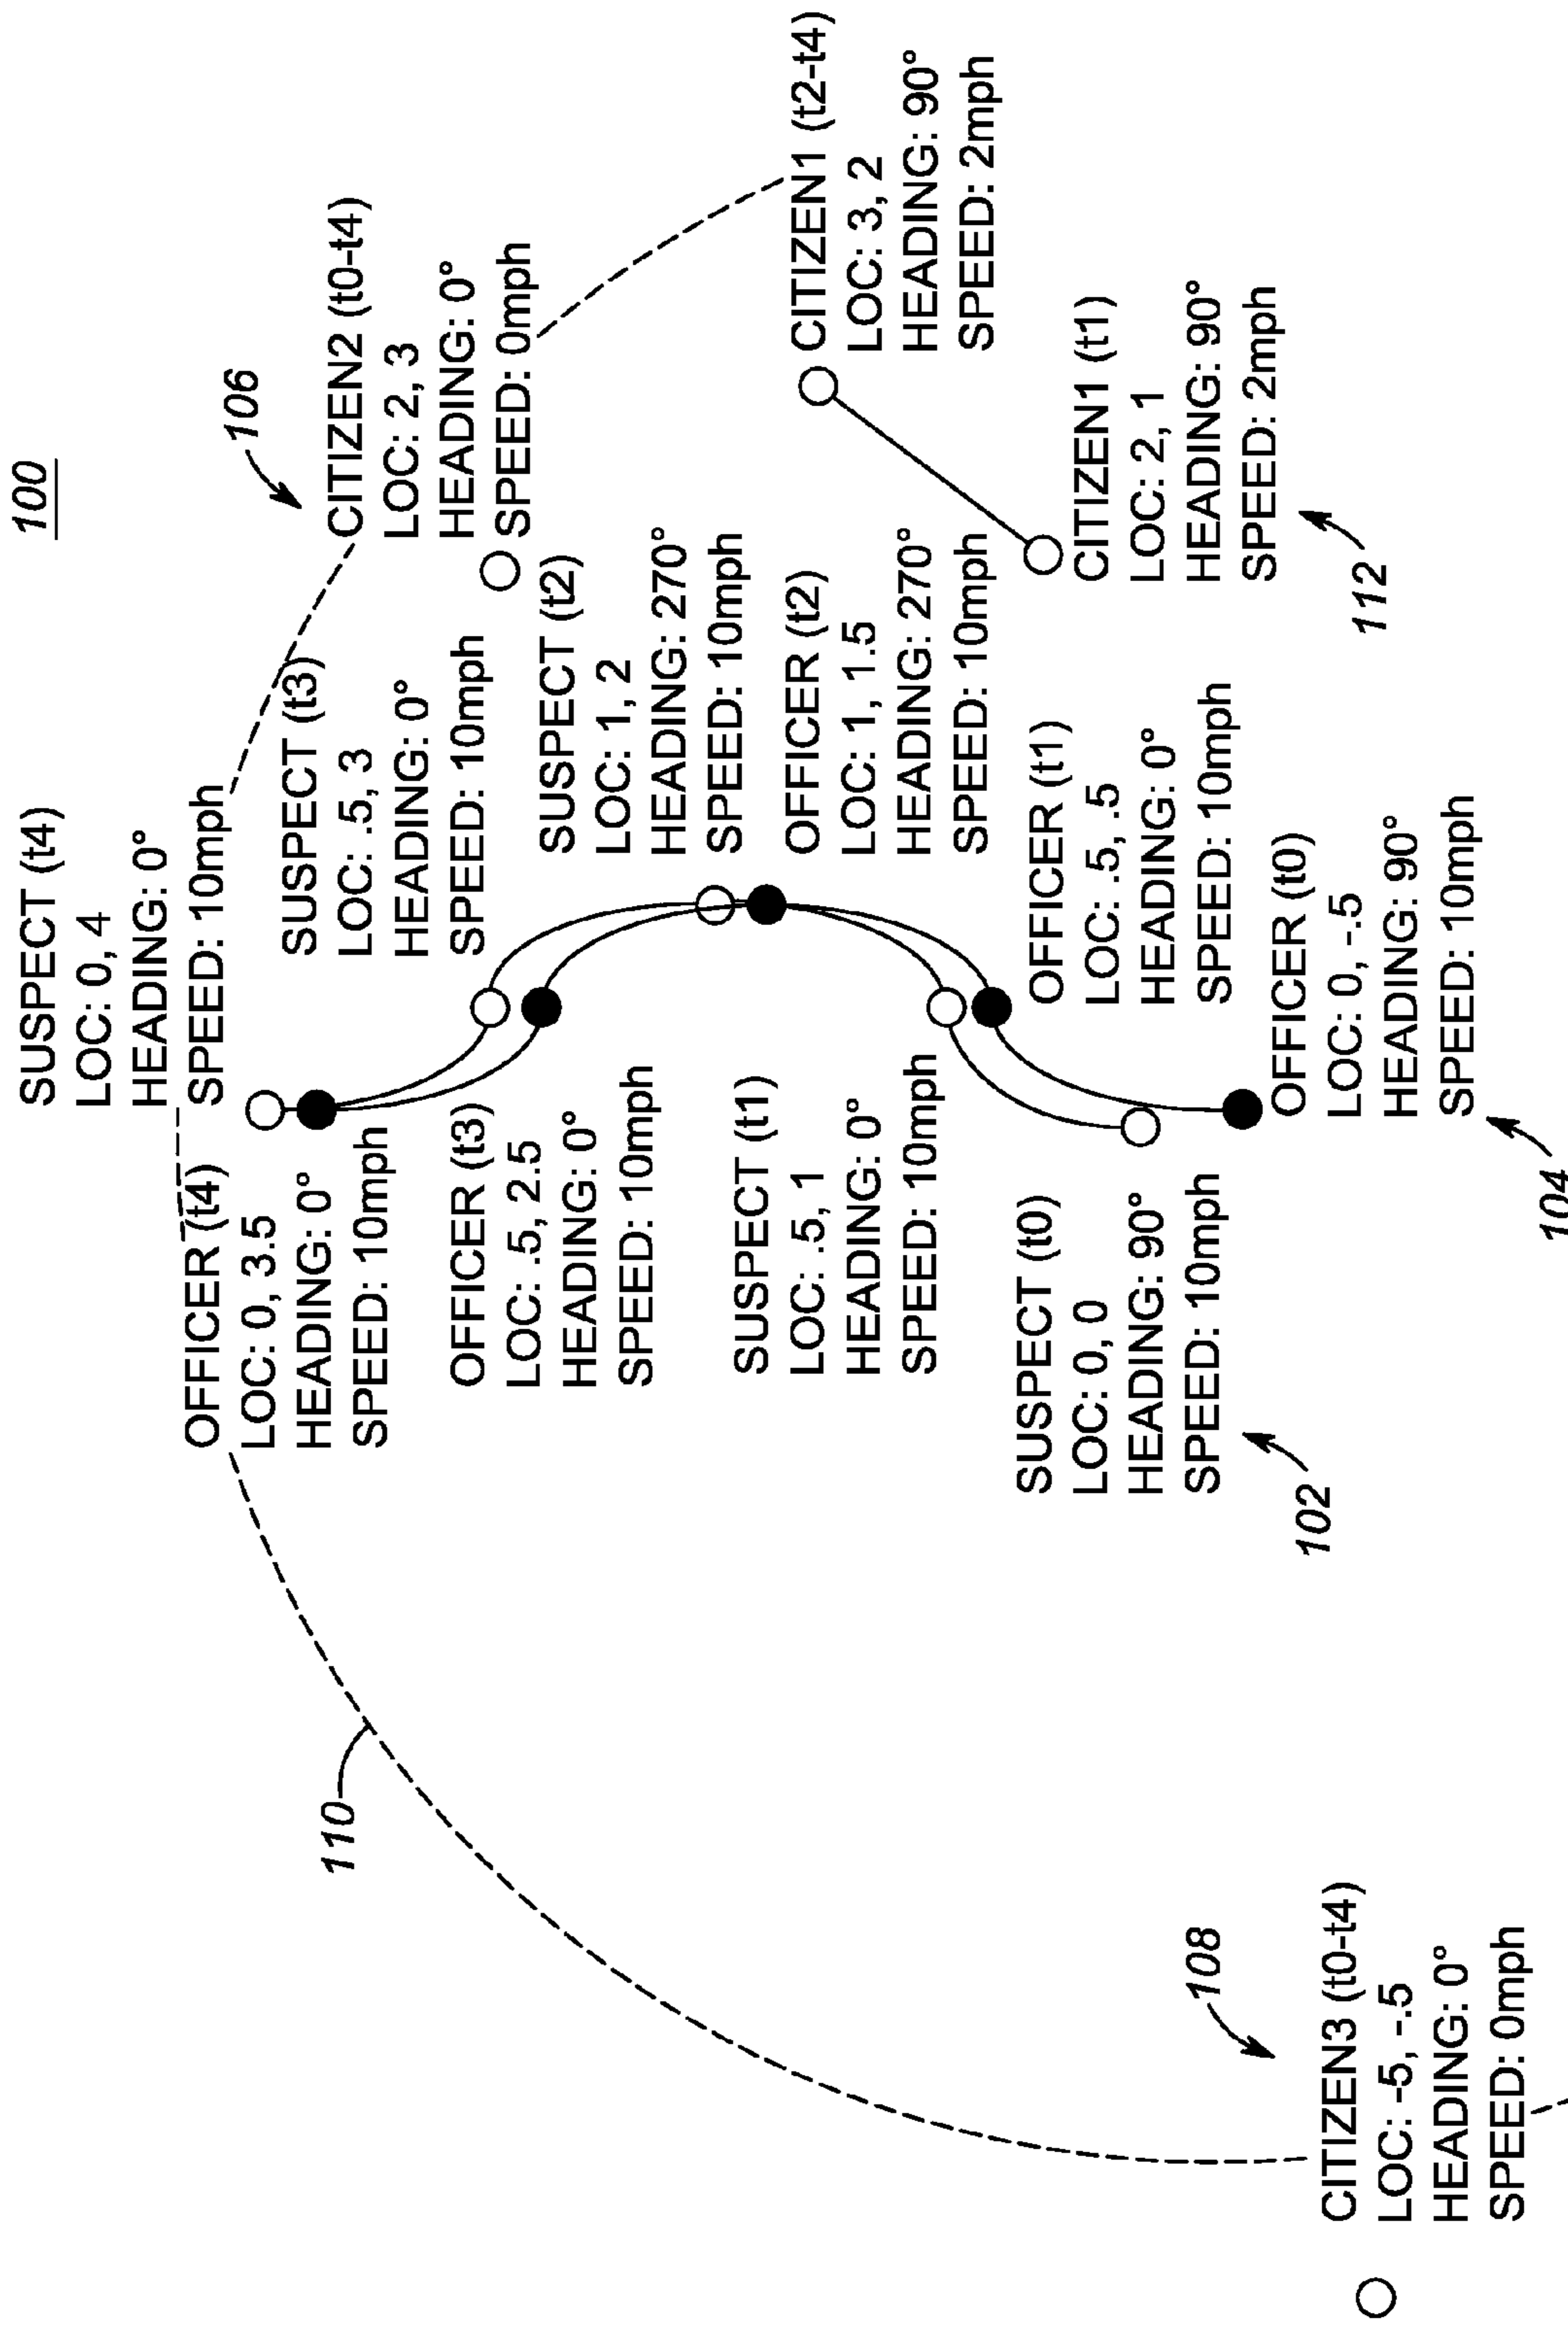 100
SUSPECT (t4)
LOC: 0, 4
HEADING: 0°
SPEED: 10mph
OFFICER (t4)
LOC: 0, 3.5
HEADING: 0°
SPEED: 10mph
106
CITIZEN2 (t0-t4)
LOC: 2, 3
HEADING: 0°
SPEED: 0mph
SUSPECT (t3)
LOC: .5, 3
HEADING: 0°
SPEED: 10mph
110
OFFICER (t3)
LOC: .5, 2.5
HEADING: 0°
SPEED: 10mph
SUSPECT (t2)
LOC: 1, 2
HEADING: 270°
SPEED: 10mph
SUSPECT (t1)
LOC: .5, 1
HEADING: 0°
SPEED: 10mph
OFFICER (t2)
LOC: 1, 1.5
HEADING: 270°
SPEED: 10mph
CITIZEN1 (t2-t4)
LOC: 3, 2
HEADING: 90°
SPEED: 2mph
SUSPECT (t0)
LOC: 0, 0
HEADING: 90°
SPEED: 10mph
102
OFFICER (t1)
LOC: .5, .5
HEADING: 0°
SPEED: 10mph
CITIZEN1 (t1)
LOC: 2, 1
HEADING: 90°
SPEED: 2mph
112
108
CITIZEN3 (t0-t4)
LOC: -5, -.5
HEADING: 0°
SPEED: 0mph
OFFICER (t0)
LOC: 0, -.5
HEADING: 90°
SPEED: 10mph
104